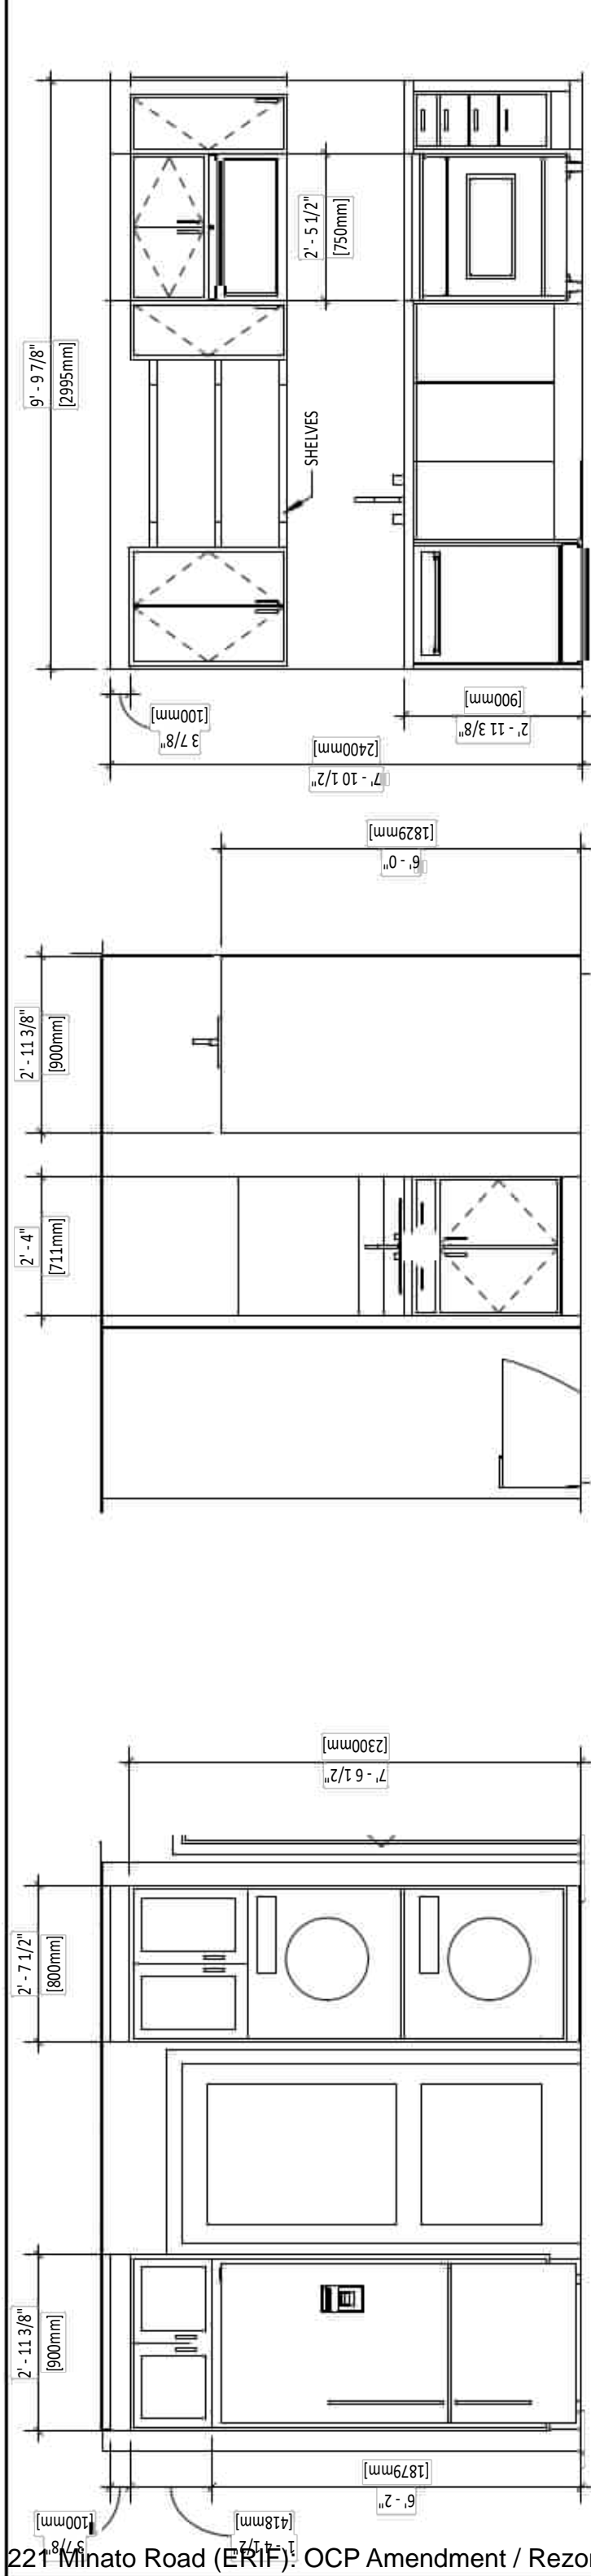 9' - 9 7/8"
[2995mm]
2' - 5 1/2"
[750mm]
SHELVES
3 7/8"
[100mm]
2' - 11 3/8"
[900mm]
7' - 10 1/2"
[2400mm]
6' - 0"
[1829mm]
2' - 11 3/8"
[900mm]
2' - 4"
[711mm]
7' - 6 1/2"
[2300mm]
2' - 7 1/2"
[800mm]
2' - 11 3/8"
[900mm]
6' - 2"
[1879mm]
3 7/8"
[100mm]
1 - 4 1/2"
[418mm]
221 Minato Road (ERIF): OCP Amendment / Rezo